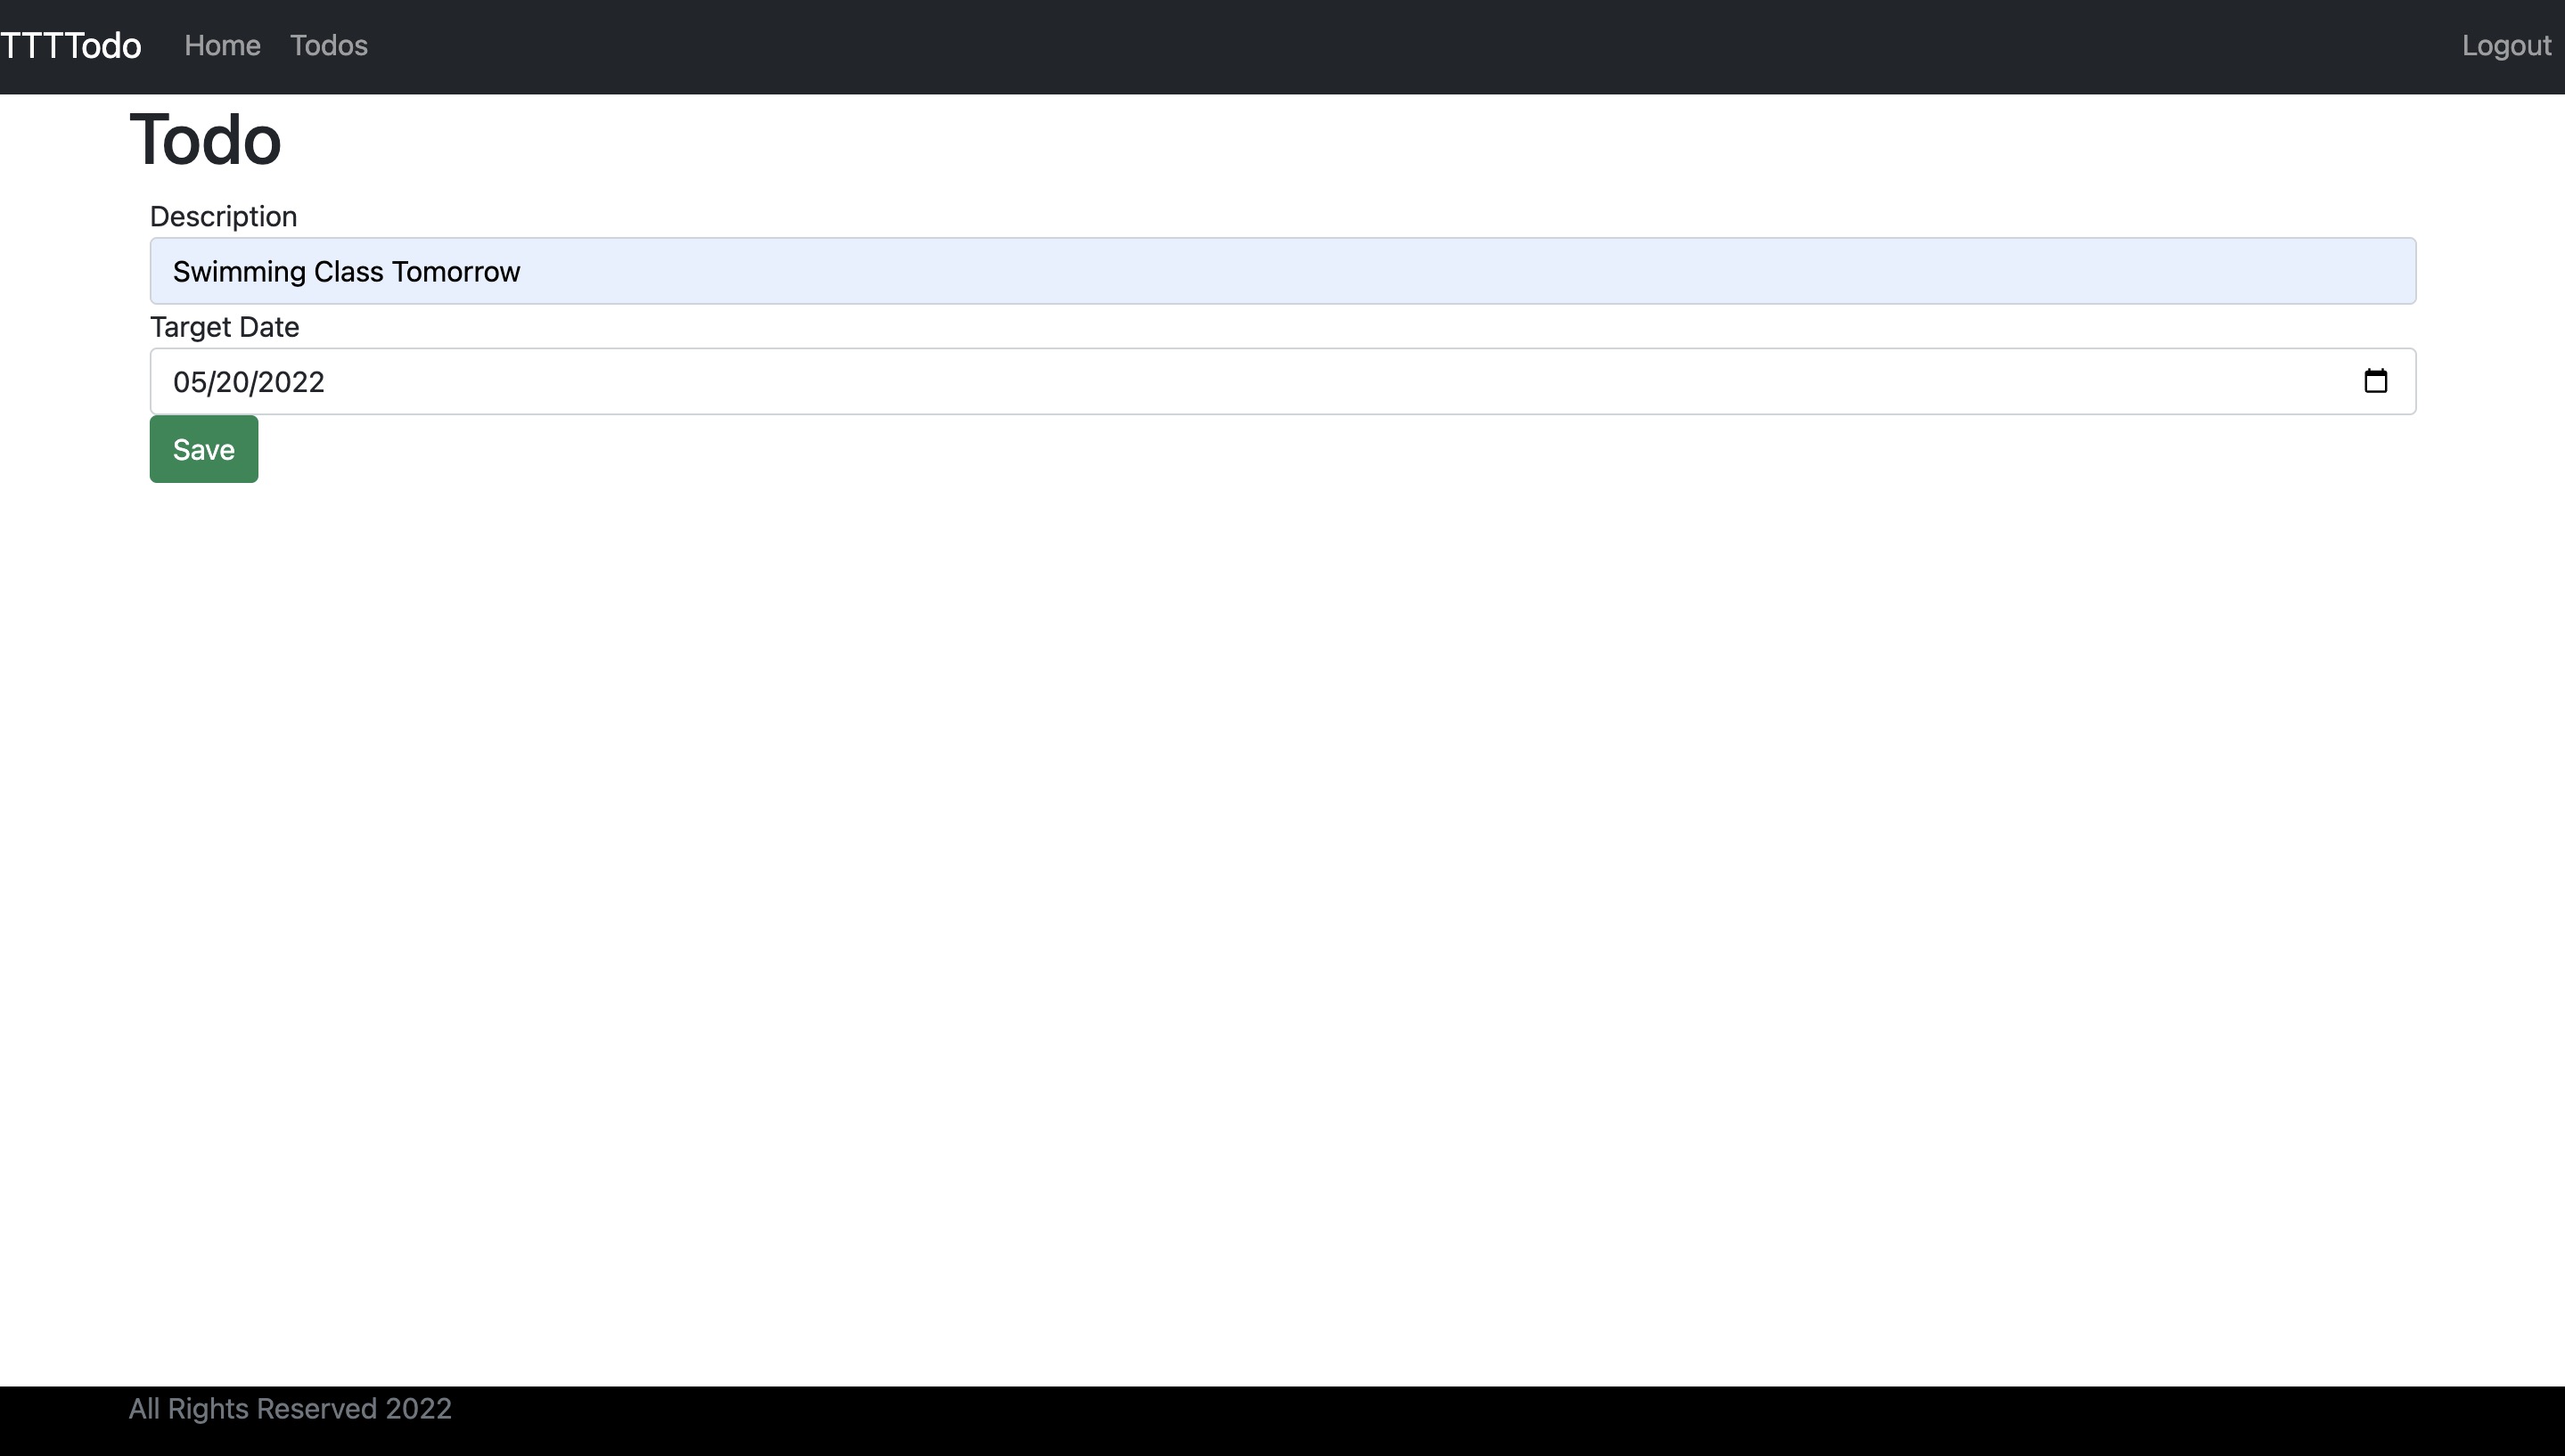 TTTTodo Home Todos Logout
Todo
Description
Swimming Class Tomorrow
Target Date
05/20/2022
Save
All Rights Reserved 2022